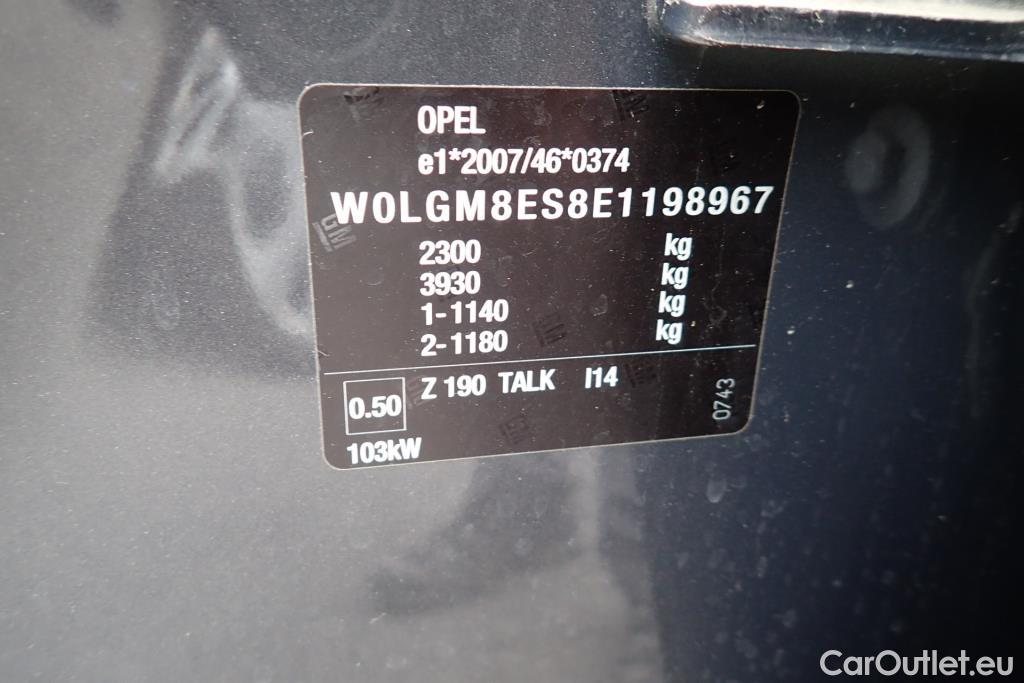 OPEL
e1*2007/46*0374
W0LGM8ES8E1198967
2300 kg
3930 kg
1-1140 kg
2-1180 kg
0.50 Z 190 TALK I14
103kW
0743
GM
CarOutlet.eu